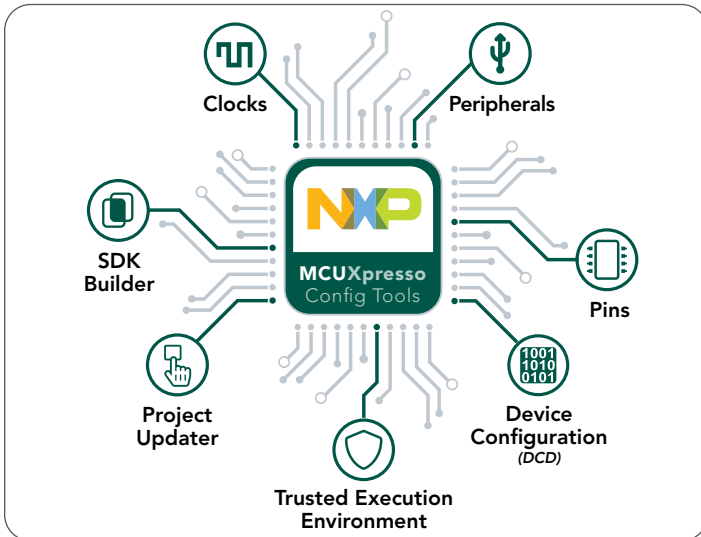 Clocks
Peripherals
NXP
MCUXpresso
Config Tools
SDK
Builder
Pins
1001
1010
0101
Project
Updater
Device
Configuration
(DCD)
Trusted Execution
Environment